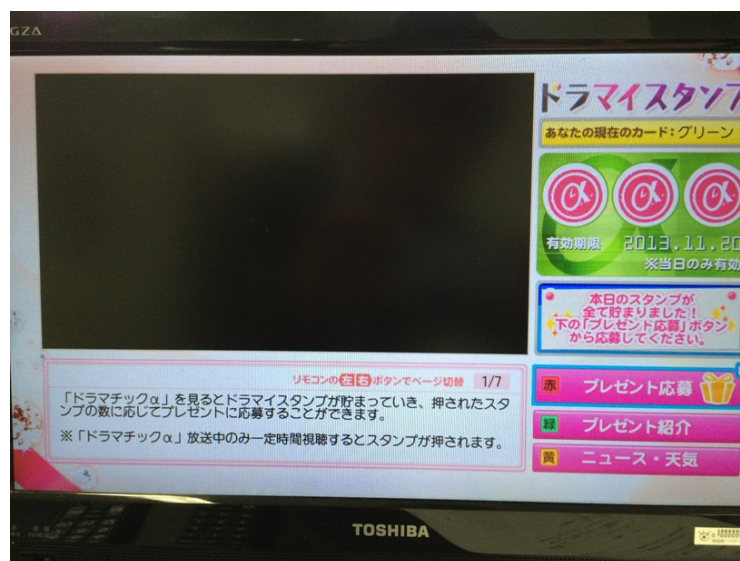 GZA
ドラマイスタンプ
あなたの現在のカード:グリーン
α α α
有効期限 2013.11.20
※当日のみ有効
本日のスタンプが
全て貯まりました!
下の「プレゼント応募」ボタン
から応募してください。
リモコンの左右ボタンでページ切替 1/7
「ドラマチックα」を見るとドラマイスタンプが貯まっていき、押されたスタ
ンプの数に応じてプレゼントに応募することができます。
※「ドラマチックα」放送中のみ一定時間視聴するとスタンプが押されます。
赤 プレゼント応募
緑 プレゼント紹介
黄 ニュース・天気
TOSHIBA